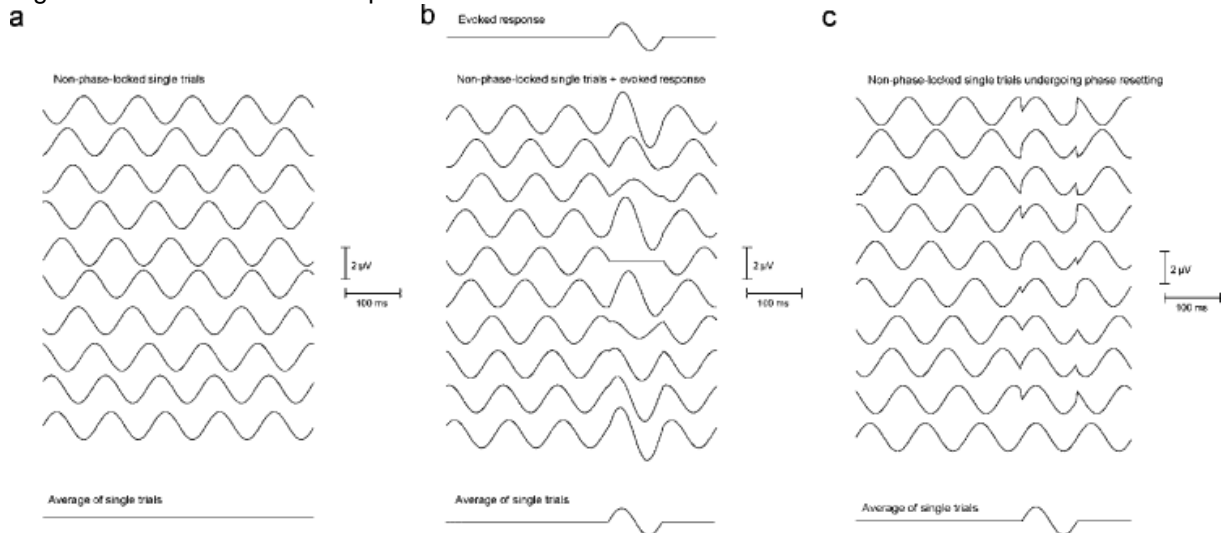 a
Non-phase-locked single trials
2 µV
100 ms
Average of single trials
b
Evoked response
Non-phase-locked single trials + evoked response
2 µV
100 ms
Average of single trials
c
Non-phase-locked single trials undergoing phase resetting
2 µV
100 ms
Average of single trials